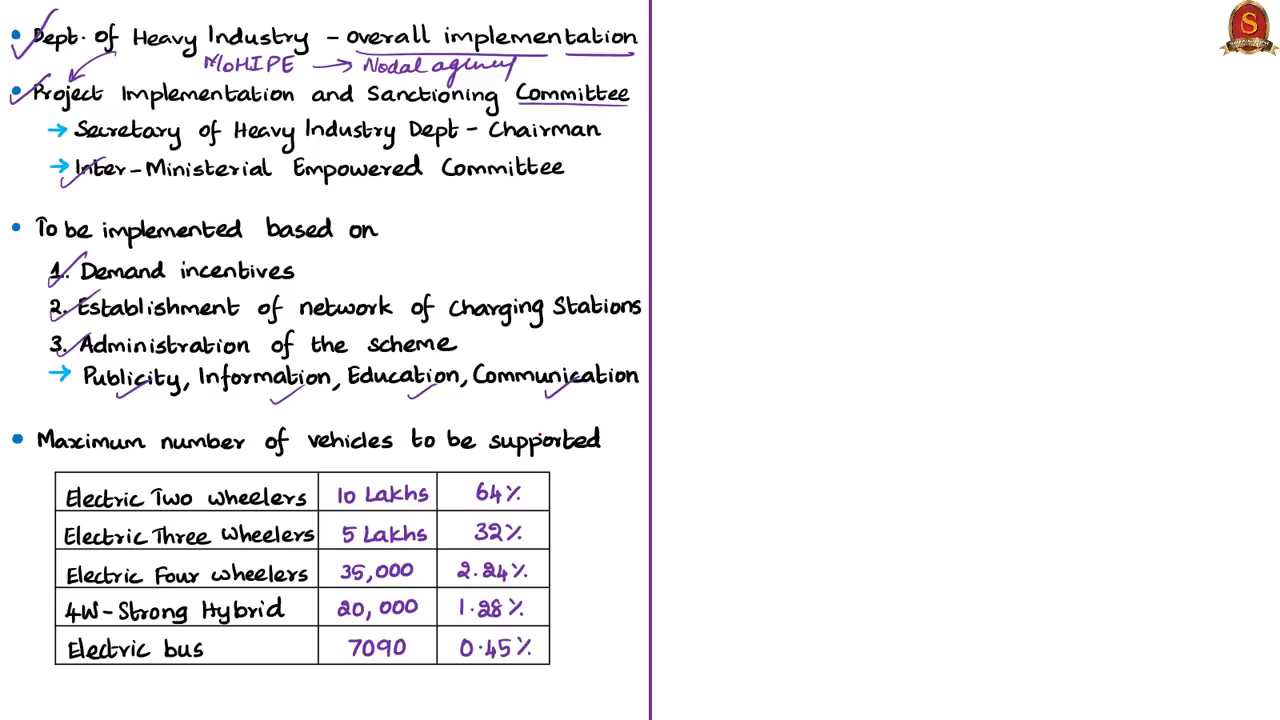 • Dept. of Heavy Industry - overall implementation
MoHIPE → Nodal agency
• Project Implementation and Sanctioning Committee
→ Secretary of Heavy Industry Dept - Chairman
→ Inter-Ministerial Empowered Committee
• To be implemented based on
1. Demand incentives
2. Establishment of network of Charging Stations
3. Administration of the scheme
→ Publicity, Information, Education, Communication
• Maximum number of vehicles to be supported
Electric Two wheelers 10 Lakhs 64%
Electric Three wheelers 5 Lakhs 32%
Electric Four wheelers 35,000 2.24%
4W-Strong Hybrid 20,000 1.28%
Electric bus 7090 0.45%
S